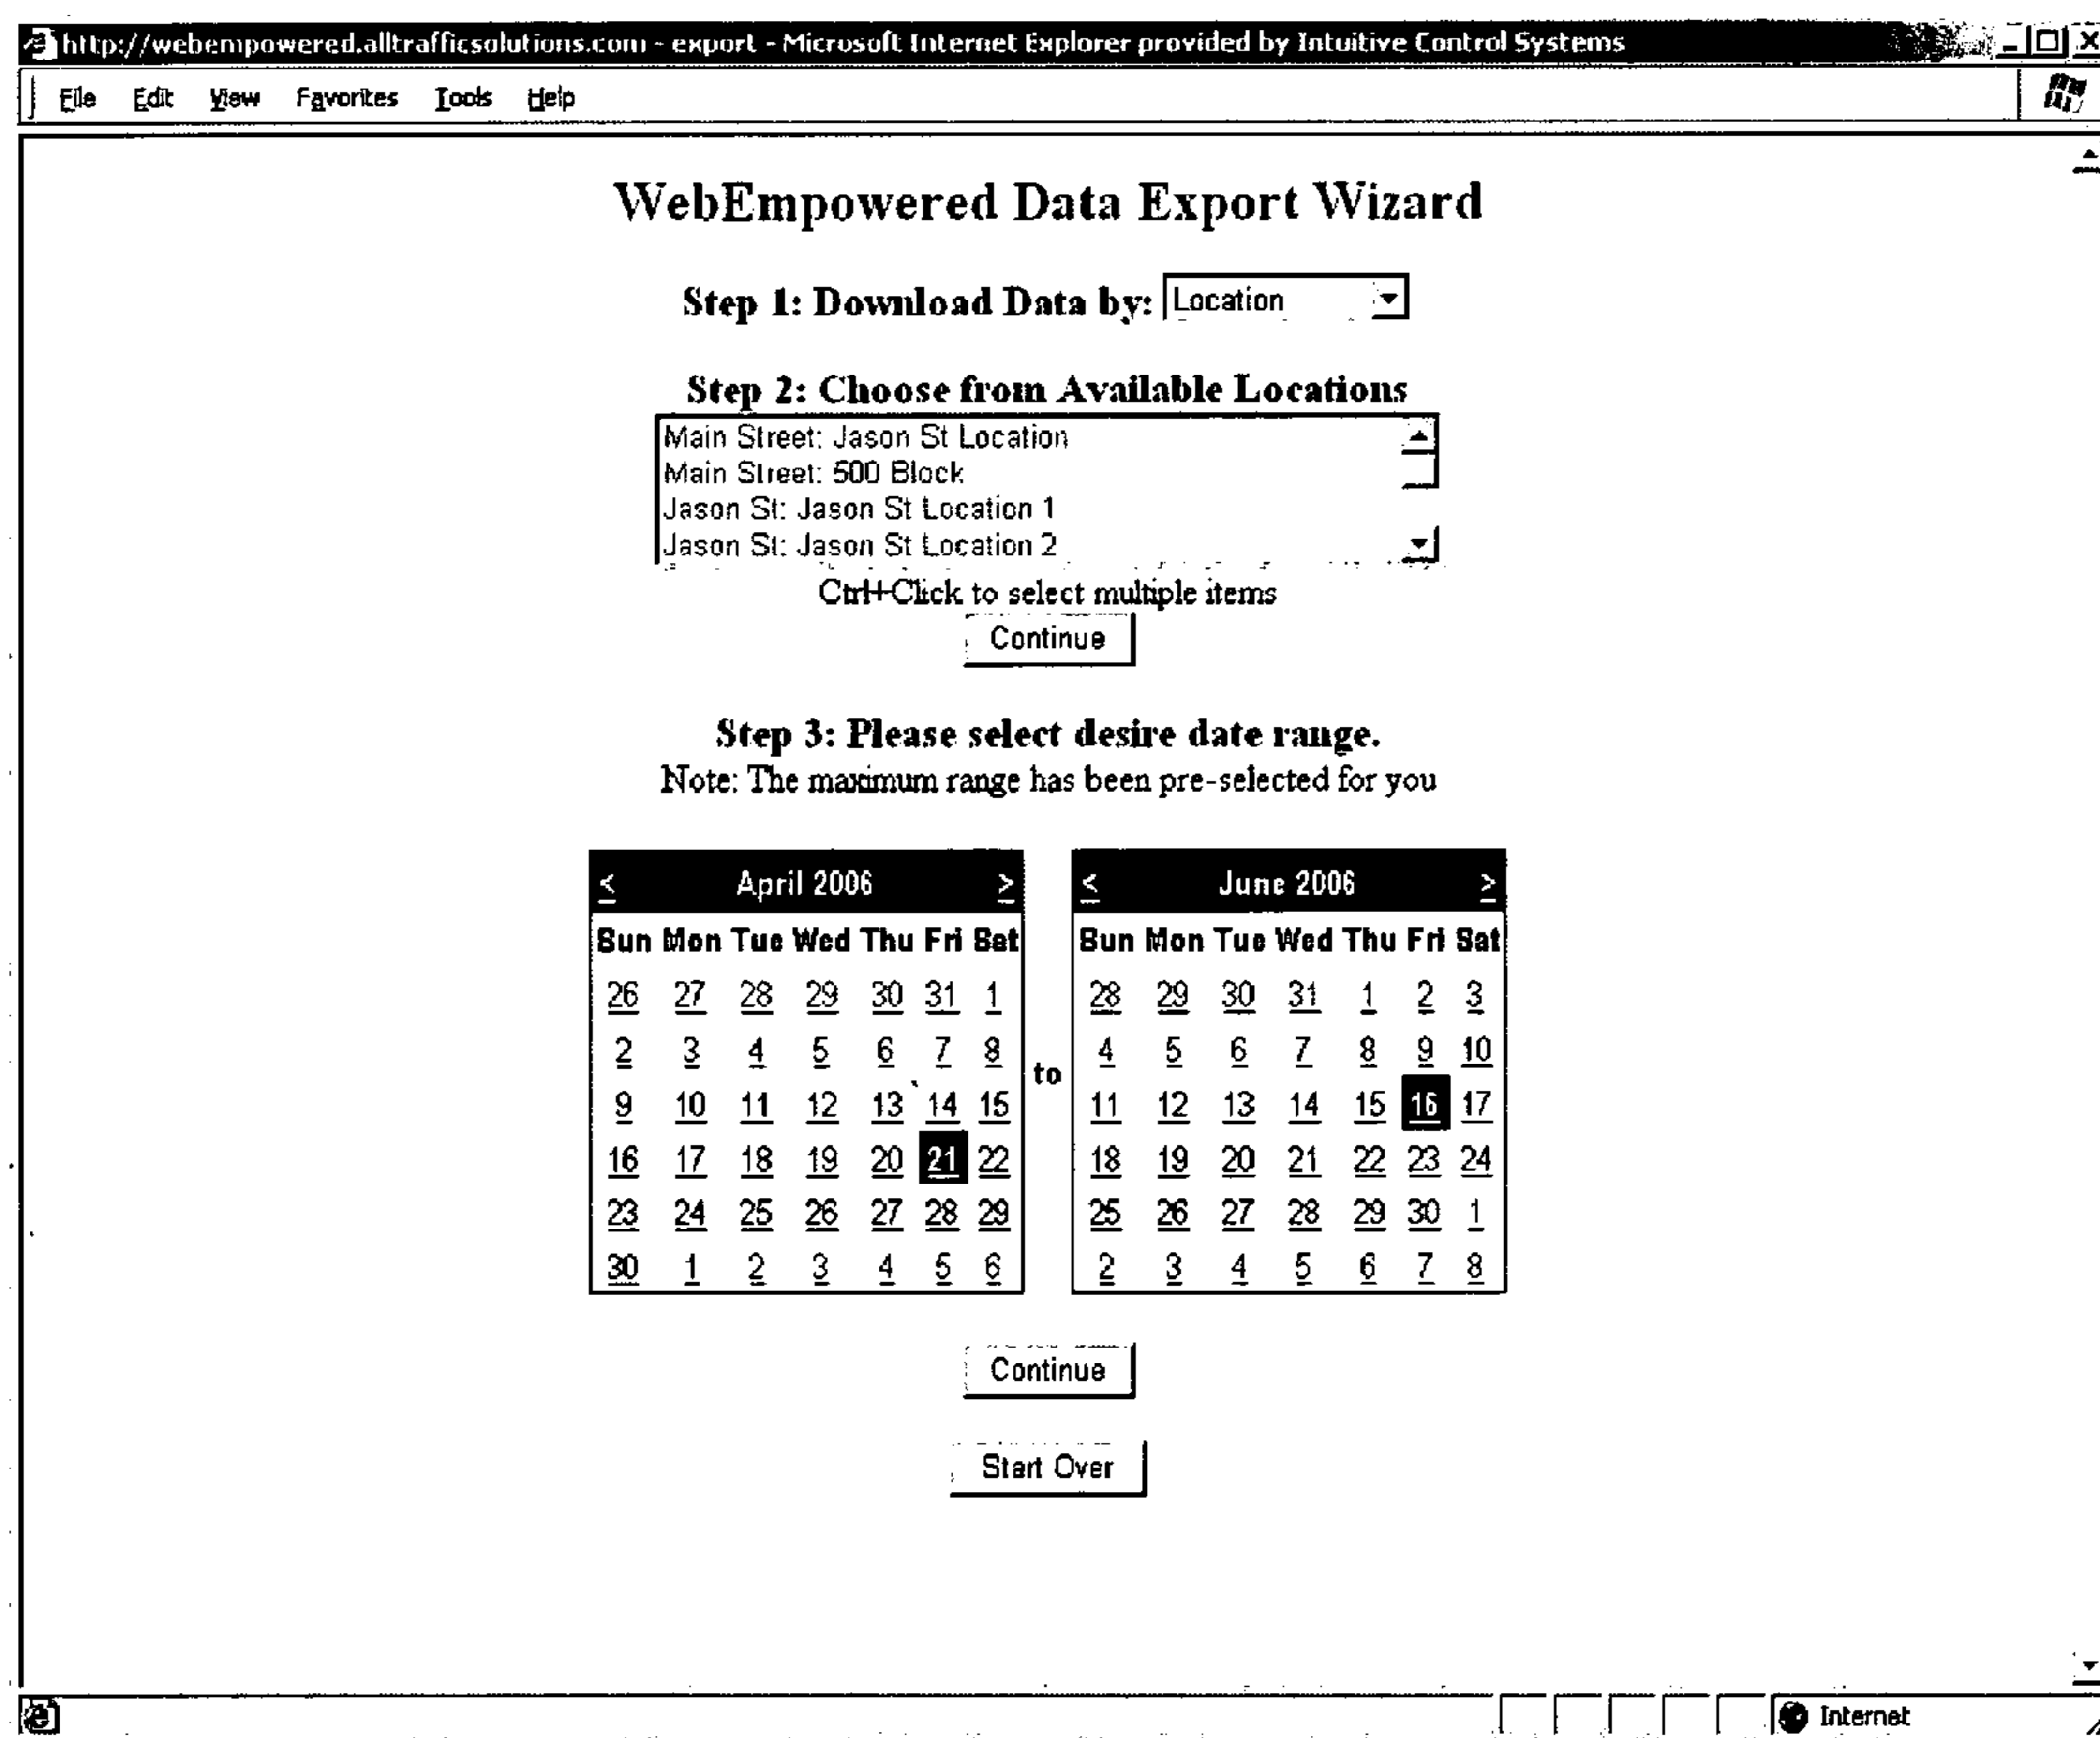 http://webempowered.alltrafficsolutions.com - export - Microsoft Internet Explorer provided by Intuitive Control Systems
File Edit View Favorites Tools Help
WebEmpowered Data Export Wizard
Step 1: Download Data by: Location
Step 2: Choose from Available Locations
Main Street: Jason St Location
Main Street: 500 Block
Jason St: Jason St Location 1
Jason St: Jason St Location 2
Ctrl+Click to select multiple items
Continue
Step 3: Please select desire date range.
Note: The maximum range has been pre-selected for you
< April 2006 >
Sun Mon Tue Wed Thu Fri Sat
26 27 28 29 30 31 1
2 3 4 5 6 7 8
9 10 11 12 13 14 15
16 17 18 19 20 21 22
23 24 25 26 27 28 29
30 1 2 3 4 5 6
to
< June 2006 >
Sun Mon Tue Wed Thu Fri Sat
28 29 30 31 1 2 3
4 5 6 7 8 9 10
11 12 13 14 15 16 17
18 19 20 21 22 23 24
25 26 27 28 29 30 1
2 3 4 5 6 7 8
Continue
Start Over
Internet